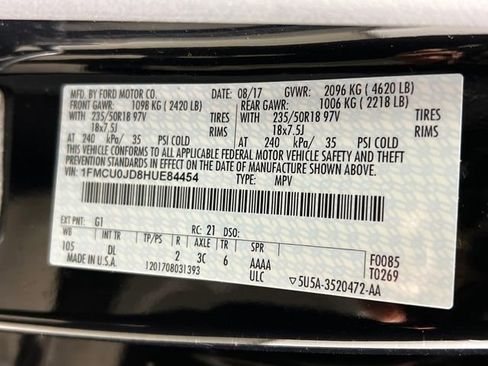 MFD. BY FORD MOTOR CO. DATE: 08/17 GVWR: 2096 KG ( 4620 LB)
FRONT GAWR: 1098 KG ( 2420 LB) REAR GAWR: 1006 KG ( 2218 LB)
WITH 235/50R18 97V TIRES WITH 235/50R18 97V TIRES
18x7.5J RIMS 18x7.5J RIMS
AT 240 kPa/ 35 PSI COLD AT 240 kPa/ 35 PSI COLD
THIS VEHICLE CONFORMS TO ALL APPLICABLE FEDERAL MOTOR VEHICLE SAFETY AND
BUMPER AND THEFT PREVENTION STANDARDS IN EFFECT ON THE DATE OF MANUFACTURE SHOWN ABOVE.
VIN: 1FMCU0JD8HUE84454 TYPE: MPV
EXT PNT: G1 RC: 21 DSO:
WB INT TR TP/PS R AXLE TR SPR
105 DL 2 3C 6 AAAA F0085
ULC T0269
MADE IN U.S.A. 1201708031393 5U5A-3520472-AA